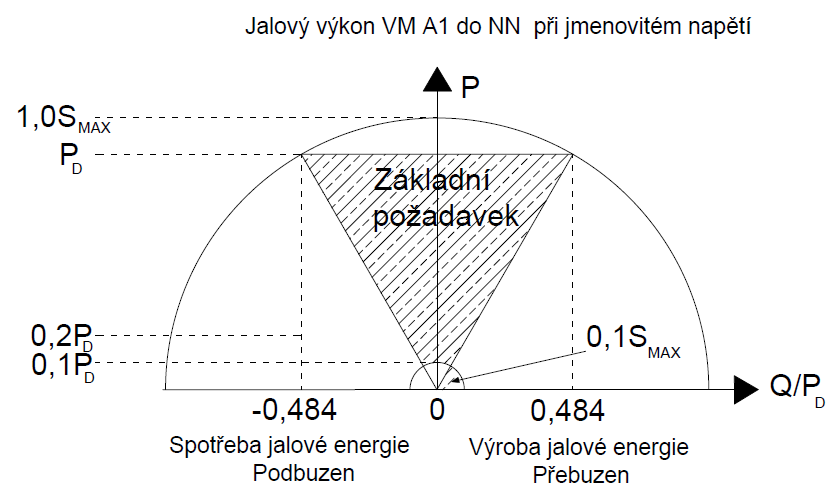 Jalový výkon VM A1 do NN při jmenovitém napětí
P
1,0SMAX
PD
Základní
požadavek
0,2PD
0,1PD
0,1SMAX
Q/PD
-0,484
0
0,484
Spotřeba jalové energie
Podbuzen
Výroba jalové energie
Přebuzen